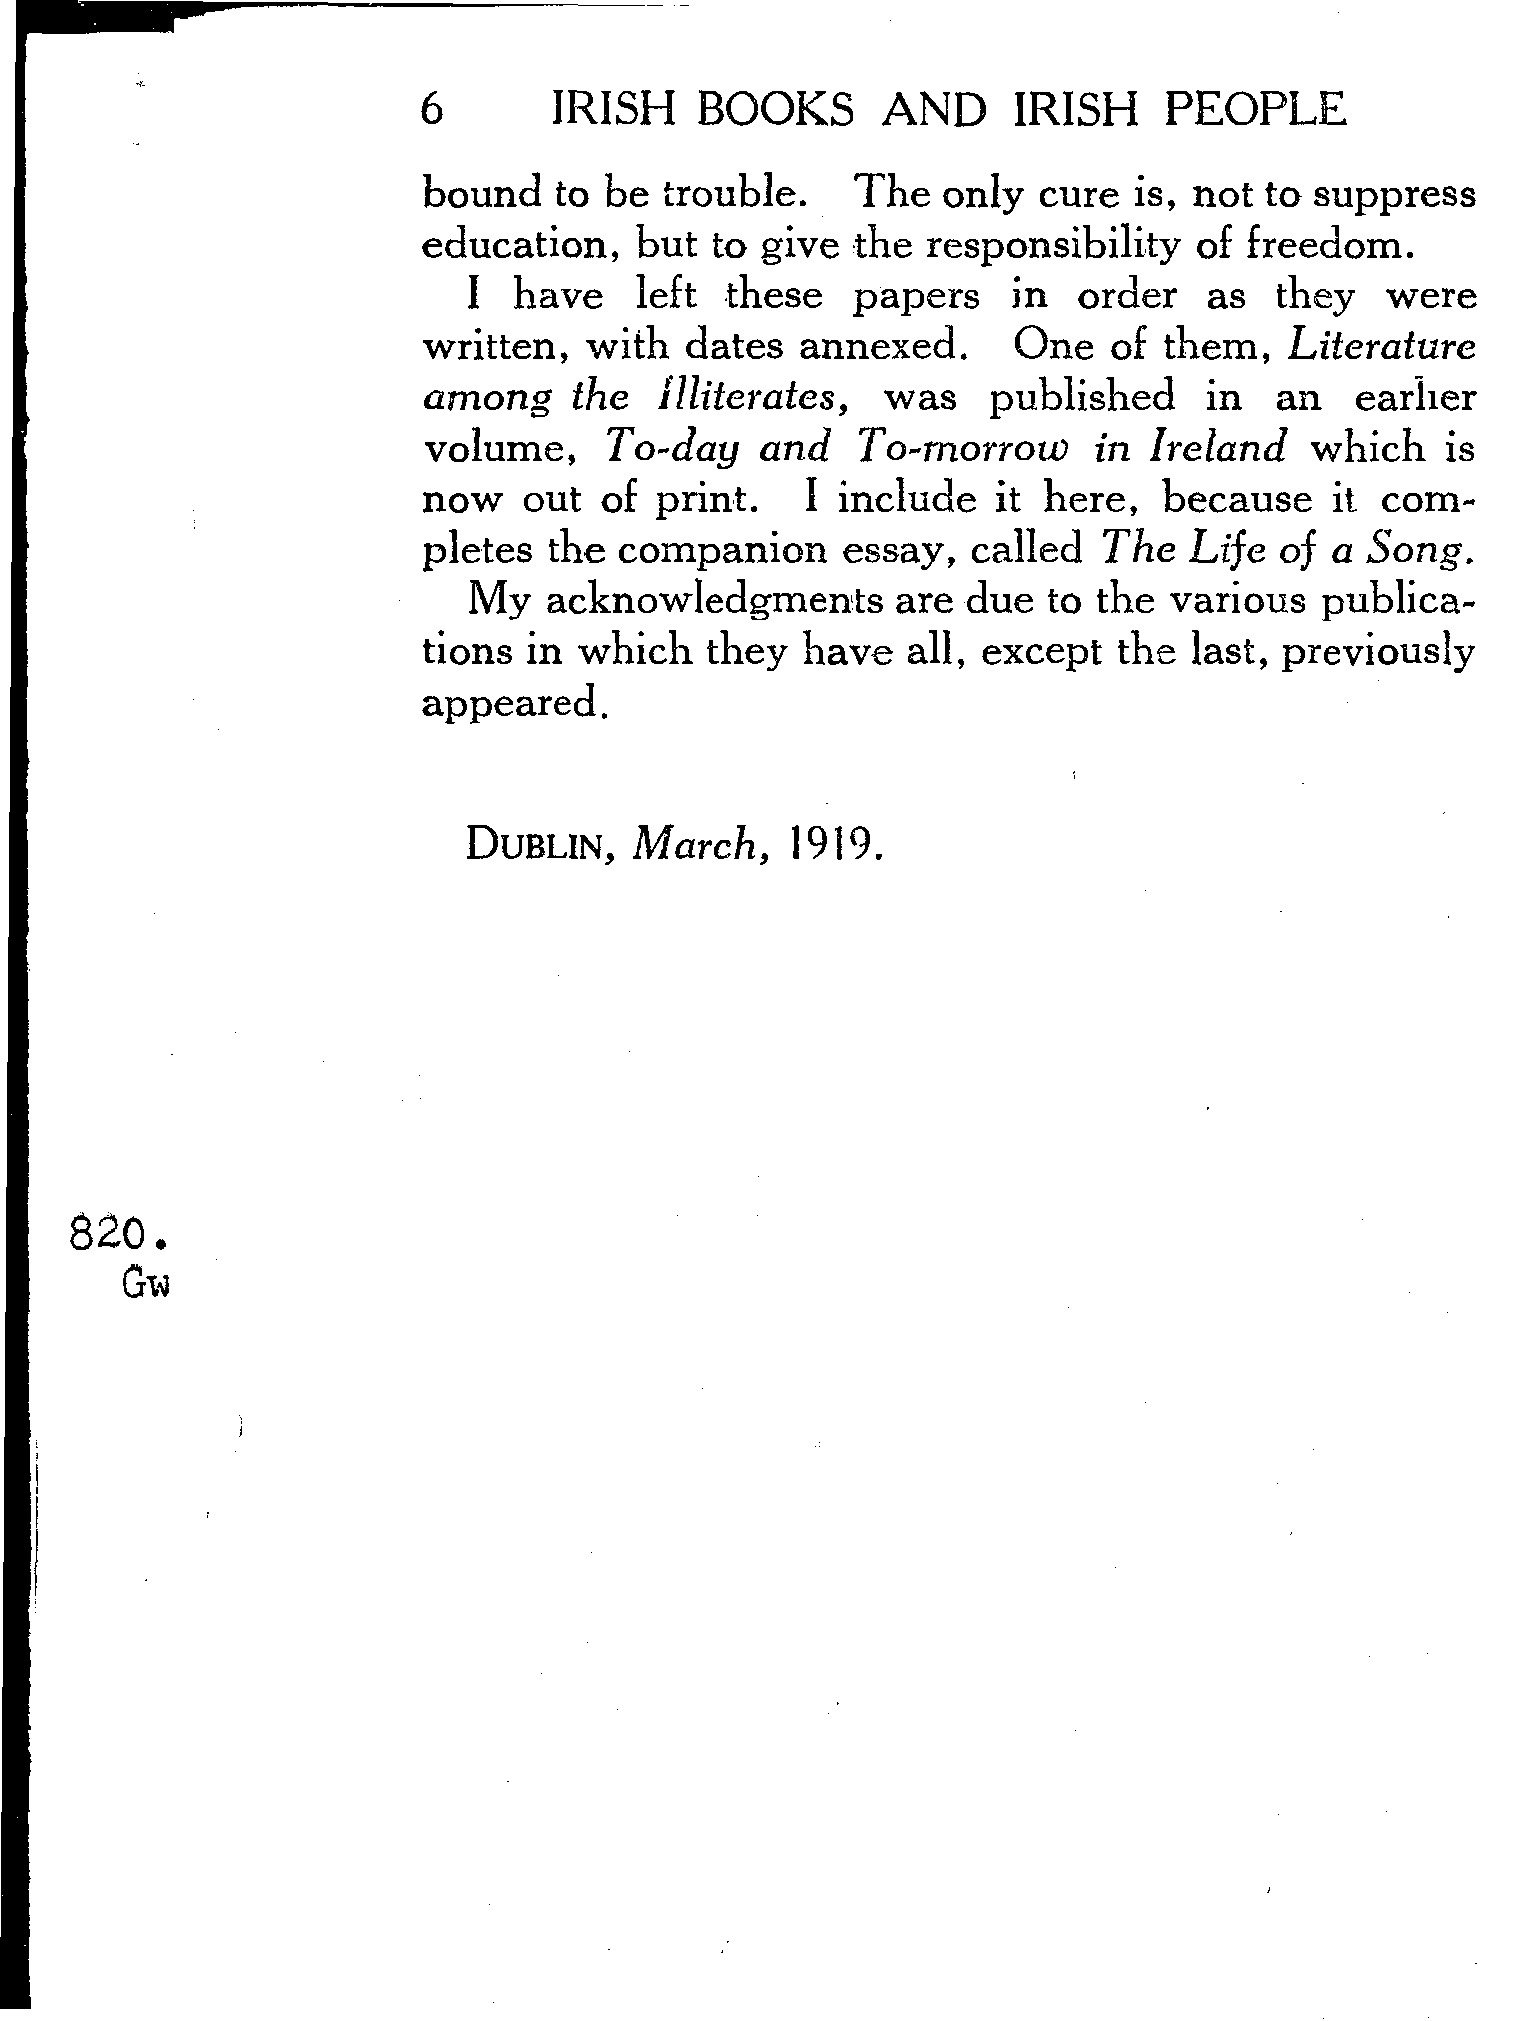 6 IRISH BOOKS AND IRISH PEOPLE
bound to be trouble. The only cure is, not to suppress
education, but to give the responsibility of freedom.
I have left these papers in order as they were
written, with dates annexed. One of them, Literature
among the Illiterates, was published in an earlier
volume, To-day and To-morrow in Ireland which is
now out of print. I include it here, because it com-
pletes the companion essay, called The Life of a Song.
My acknowledgments are due to the various publica-
tions in which they have all, except the last, previously
appeared.
DUBLIN, March, 1919.
820.
Gw